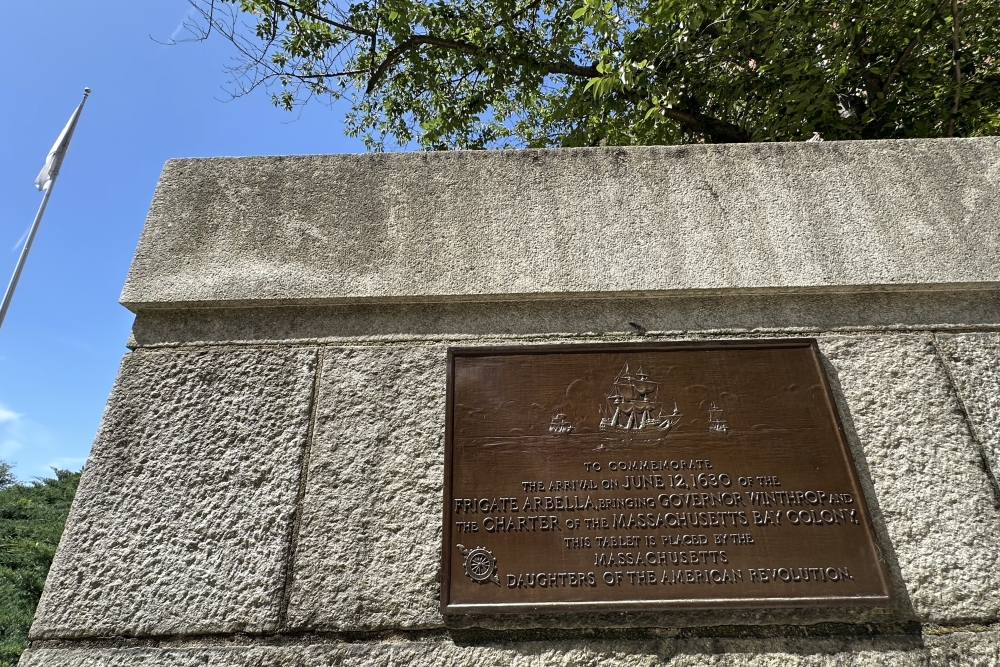 TO COMMEMORATE
THE ARRIVAL ON JUNE 12, 1630 OF THE
FRIGATE ARBELLA, BRINGING GOVERNOR WINTHROP AND
THE CHARTER OF THE MASSACHUSETTS BAY COLONY,
THIS TABLET IS PLACED BY THE
MASSACHUSETTS
DAUGHTERS OF THE AMERICAN REVOLUTION.